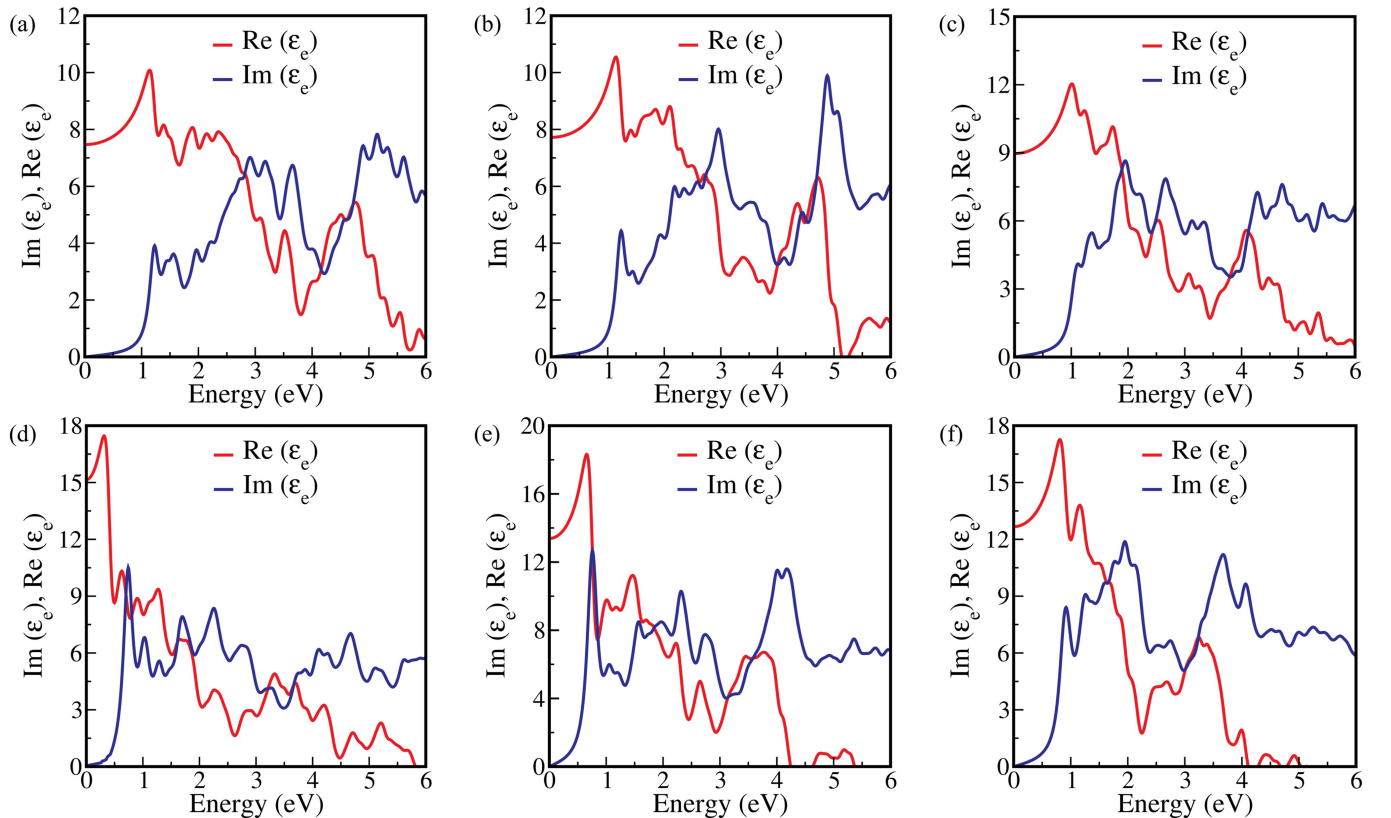 (a)
12
10
8
6
4
2
0
Im (εe), Re (εe)
Re (εe)
Im (εe)
0 1 2 3 4 5 6
Energy (eV)
(b)
12
10
8
6
4
2
0
Im (εe), Re (εe)
Re (εe)
Im (εe)
0 1 2 3 4 5 6
Energy (eV)
(c)
15
12
9
6
3
0
Im (εe), Re (εe)
Re (εe)
Im (εe)
0 1 2 3 4 5 6
Energy (eV)
(d)
18
15
12
9
6
3
0
Im (εe), Re (εe)
Re (εe)
Im (εe)
0 1 2 3 4 5 6
Energy (eV)
(e)
20
16
12
8
4
0
Im (εe), Re (εe)
Re (εe)
Im (εe)
0 1 2 3 4 5 6
Energy (eV)
(f)
18
15
12
9
6
3
0
Im (εe), Re (εe)
Re (εe)
Im (εe)
0 1 2 3 4 5 6
Energy (eV)